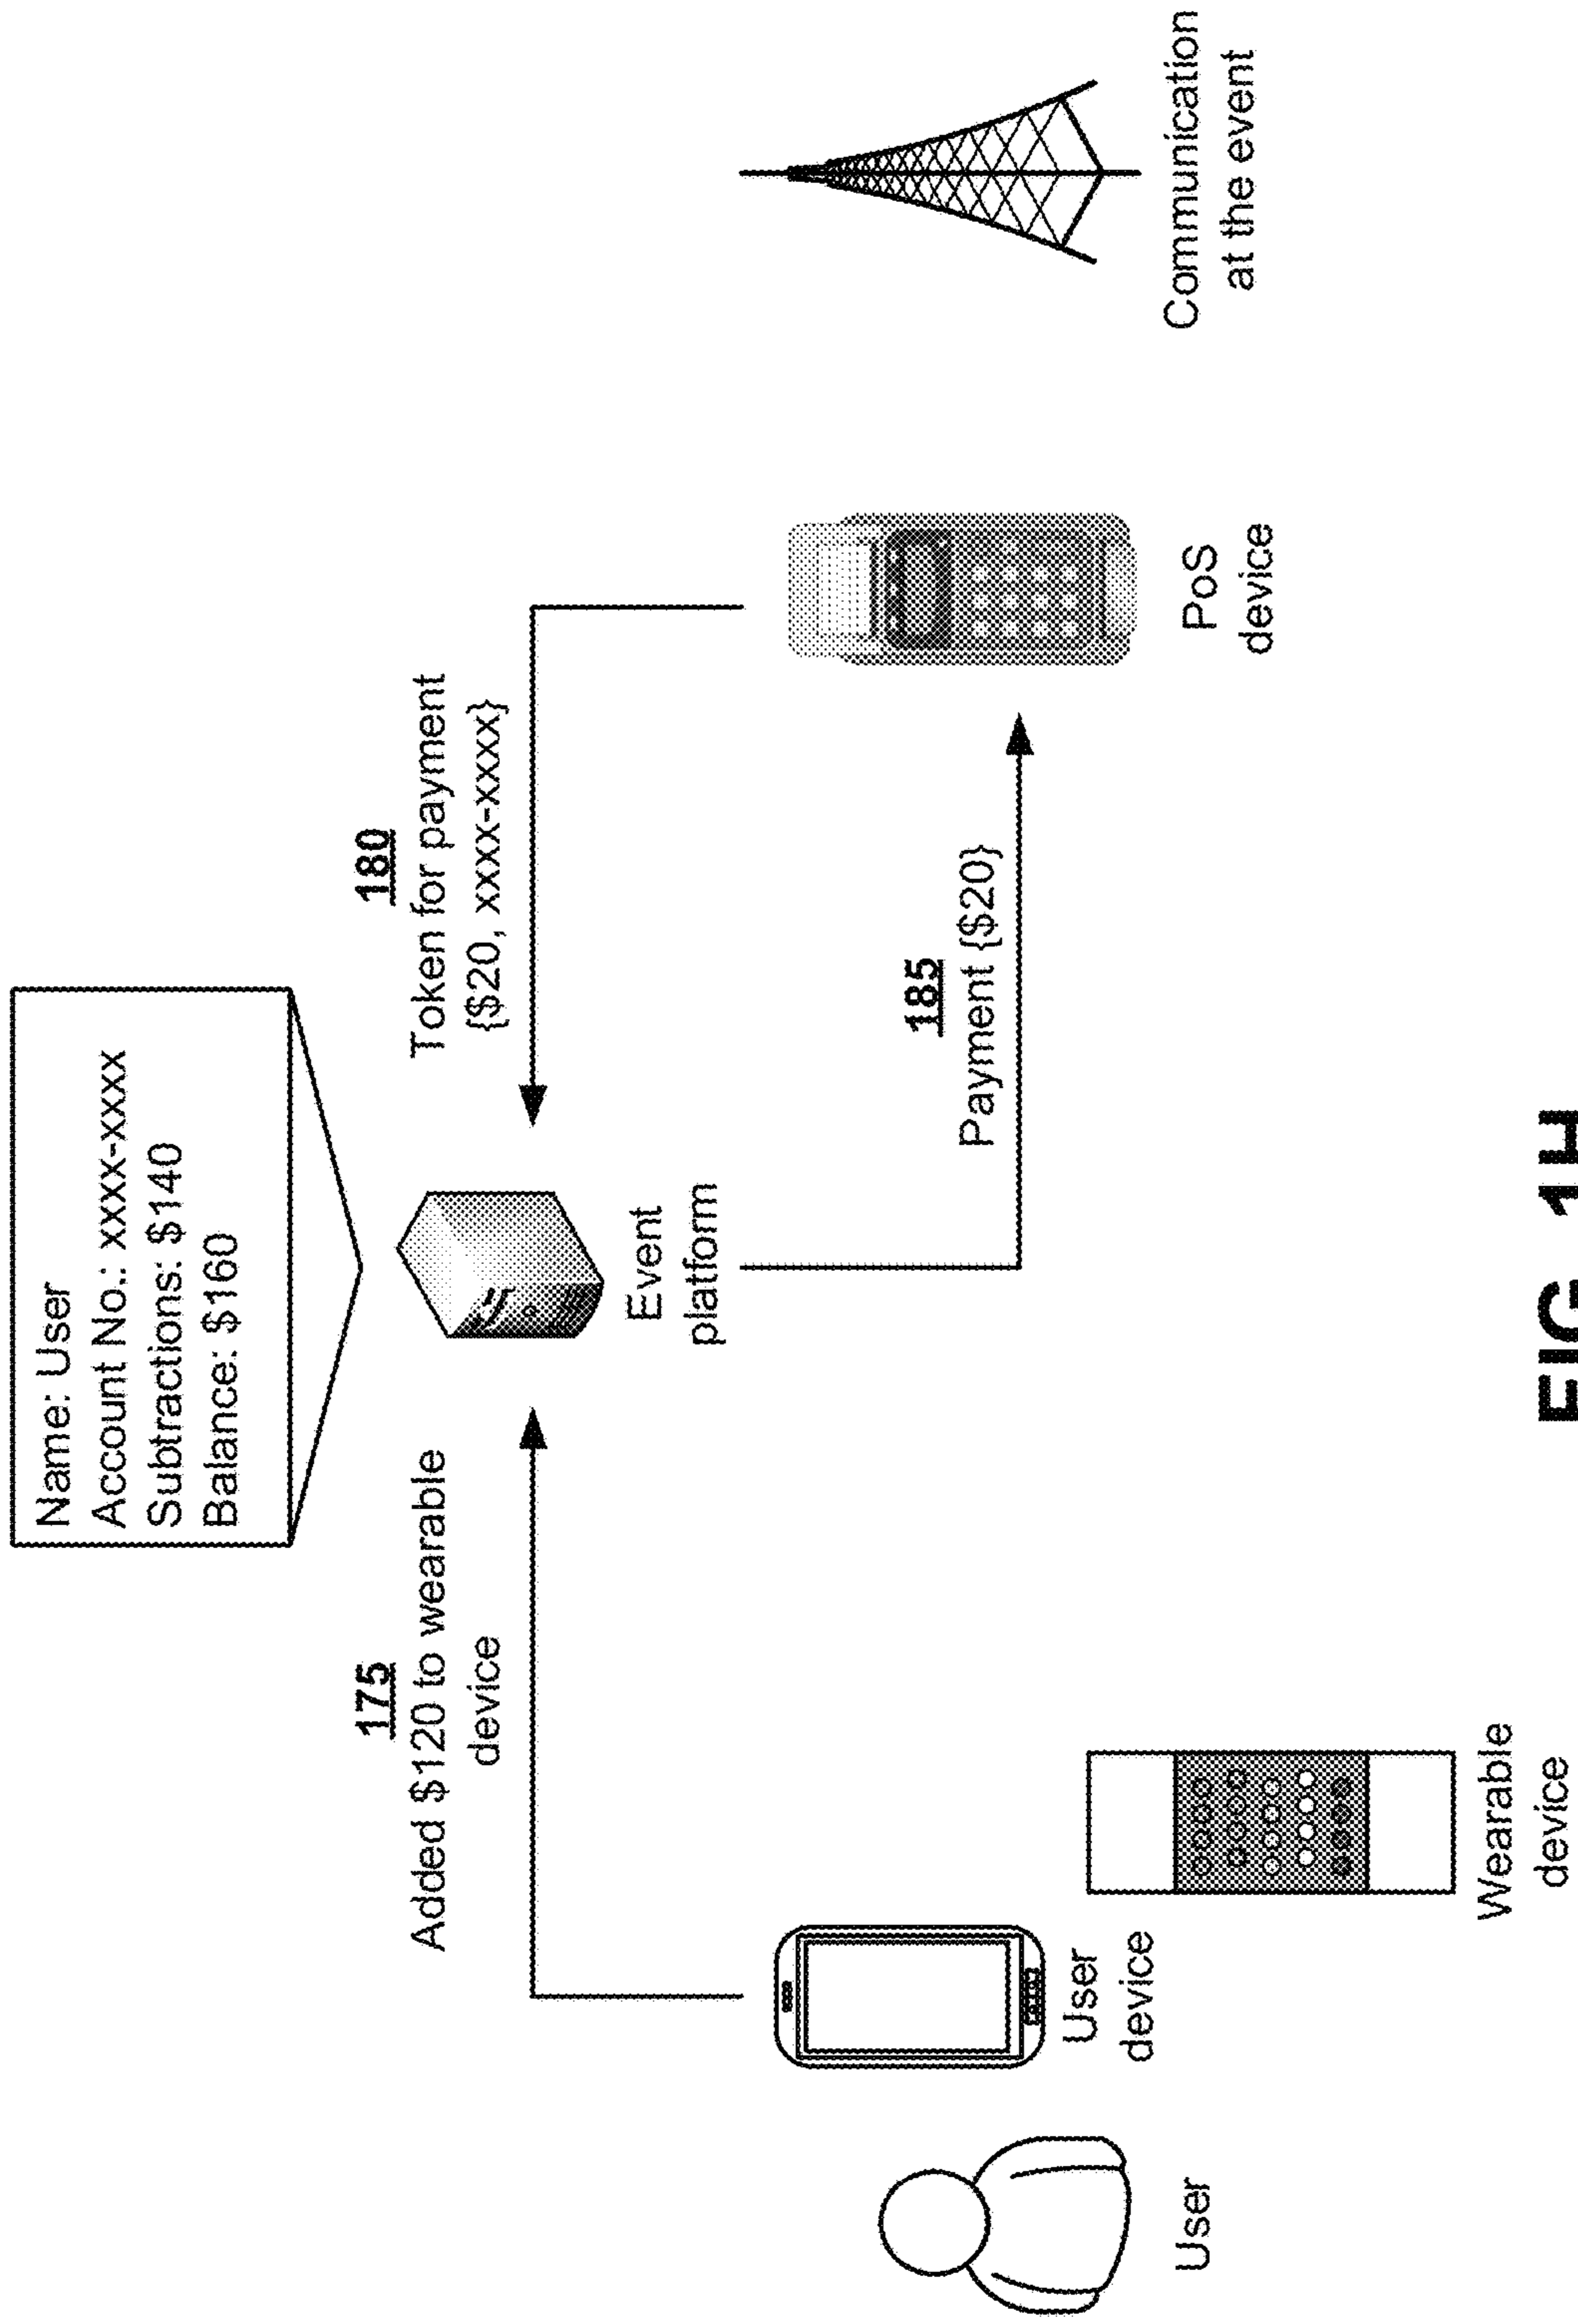 Name: User
Account No.: xxxx-xxxx
Subtractions: $140
Balance: $160
175
Added $120 to wearable
device
180
Token for payment
{$20, xxxx-xxxx}
Event
platform
185
Payment {$20}
User
User
device
Wearable
device
PoS
device
Communication
at the event
FIG. 1H